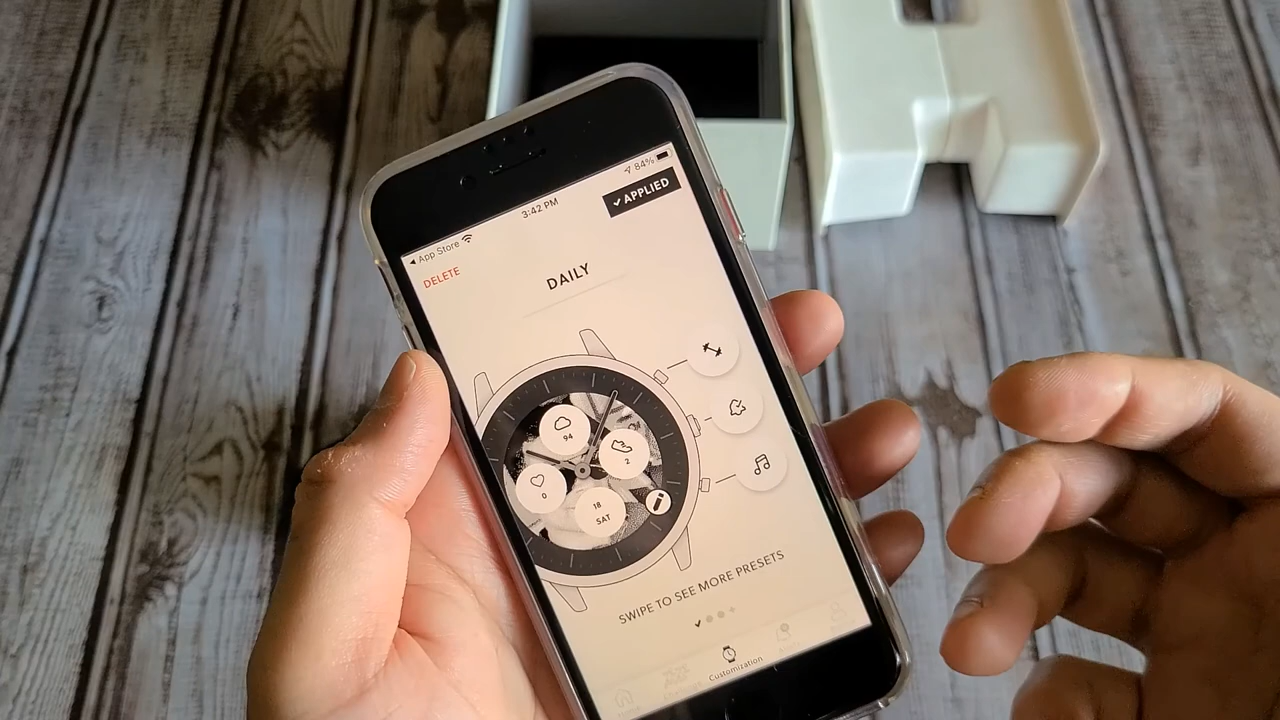 84%
3:42 PM
App Store
✓ APPLIED
DELETE
DAILY
94
2
0
18
SAT
SWIPE TO SEE MORE PRESETS
Customization